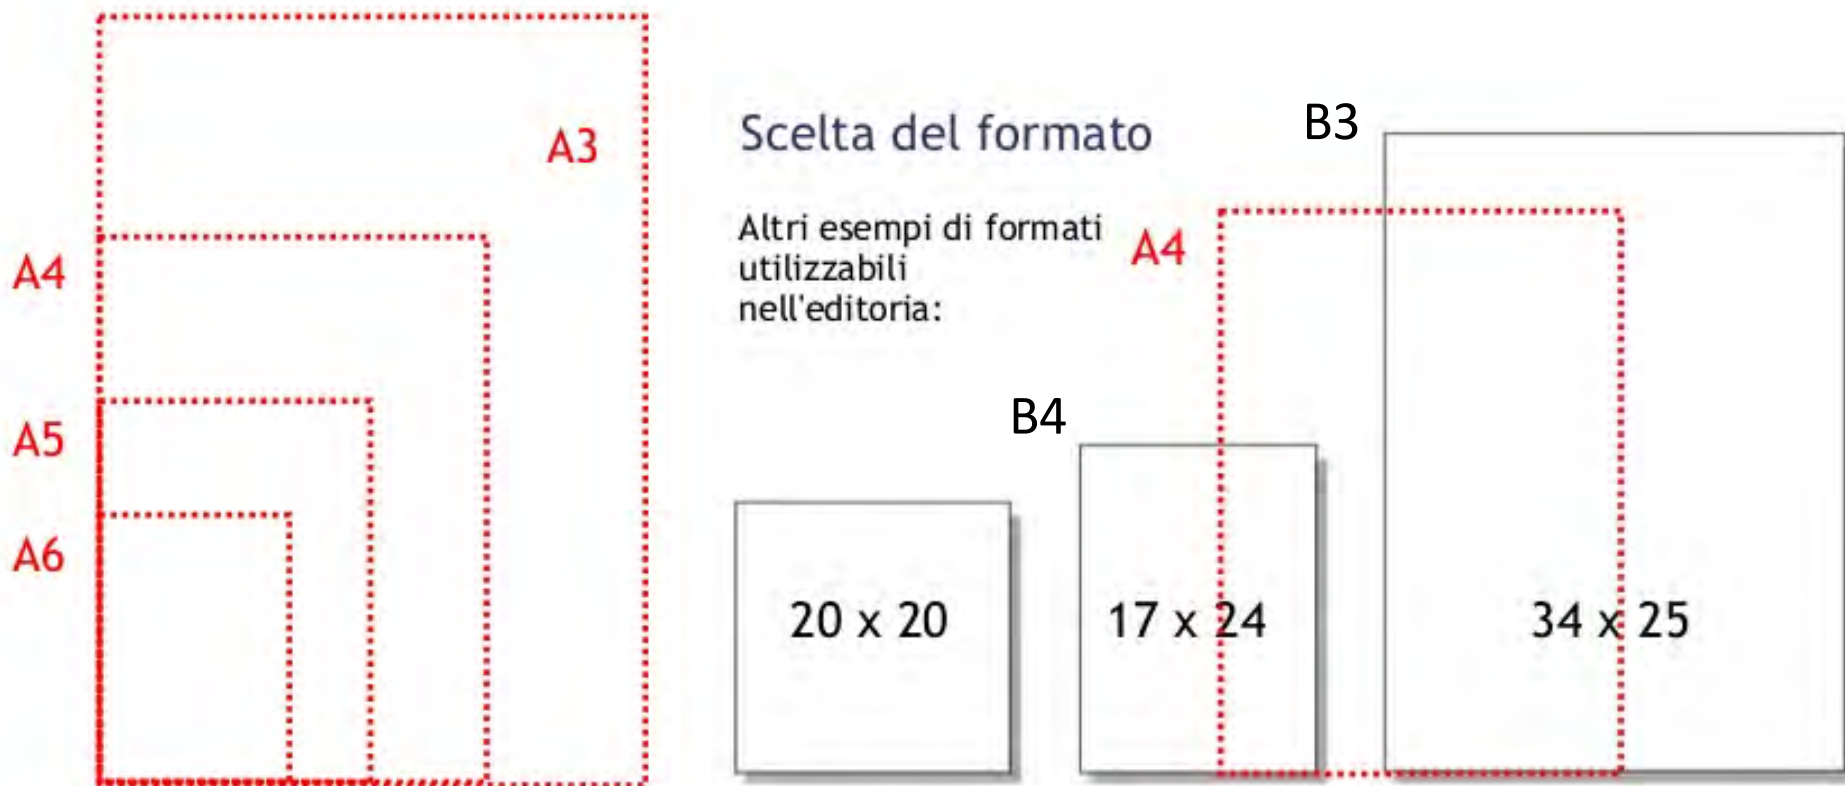 A3
A4
A5
A6
Scelta del formato
Altri esempi di formati
utilizzabili
nell'editoria:
B3
A4
B4
20 x 20
17 x 24
34 x 25